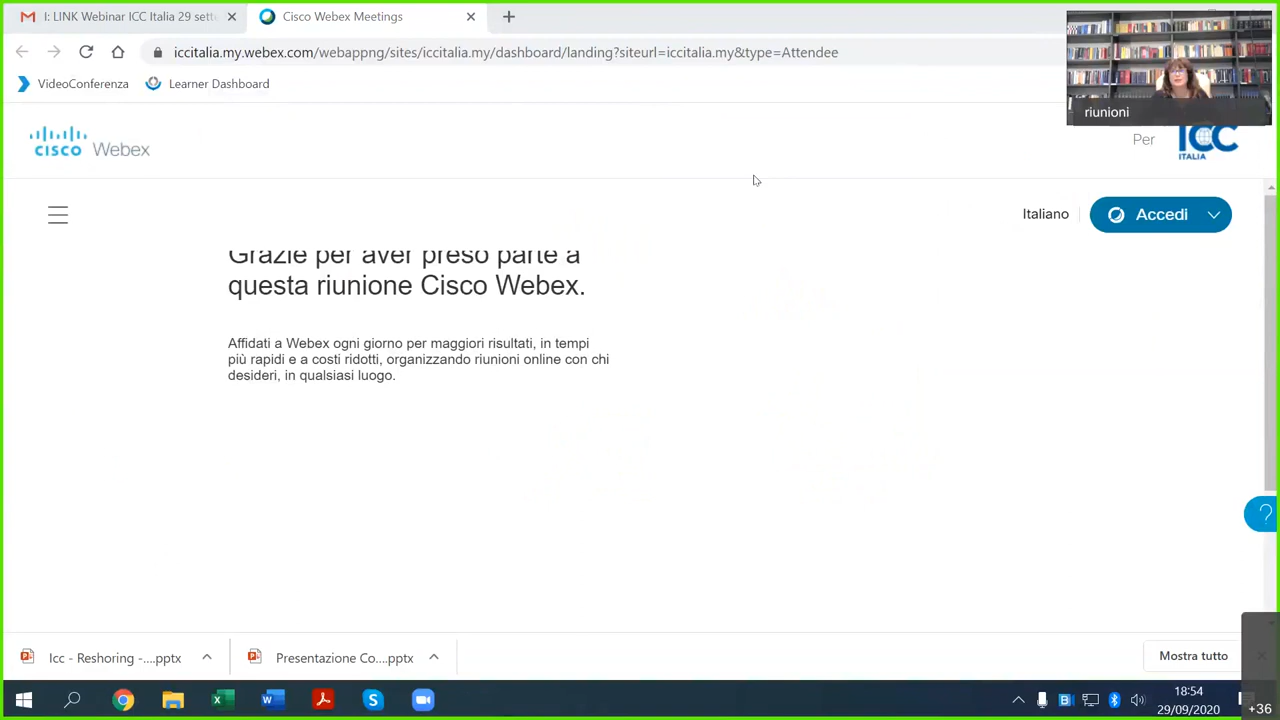 I: LINK Webinar ICC Italia 29 sett
Cisco Webex Meetings
iccitalia.my.webex.com/webappng/sites/iccitalia.my/dashboard/landing?siteurl=iccitalia.my&type=Attendee
VideoConferenza
Learner Dashboard
riunioni
cisco Webex
Per
ICC
ITALIA
Italiano
Accedi
Grazie per aver preso parte a
questa riunione Cisco Webex.
Affidati a Webex ogni giorno per maggiori risultati, in tempi
più rapidi e a costi ridotti, organizzando riunioni online con chi
desideri, in qualsiasi luogo.
?
Icc - Reshoring -....pptx
Presentazione Co....pptx
Mostra tutto
18:54
29/09/2020
+36